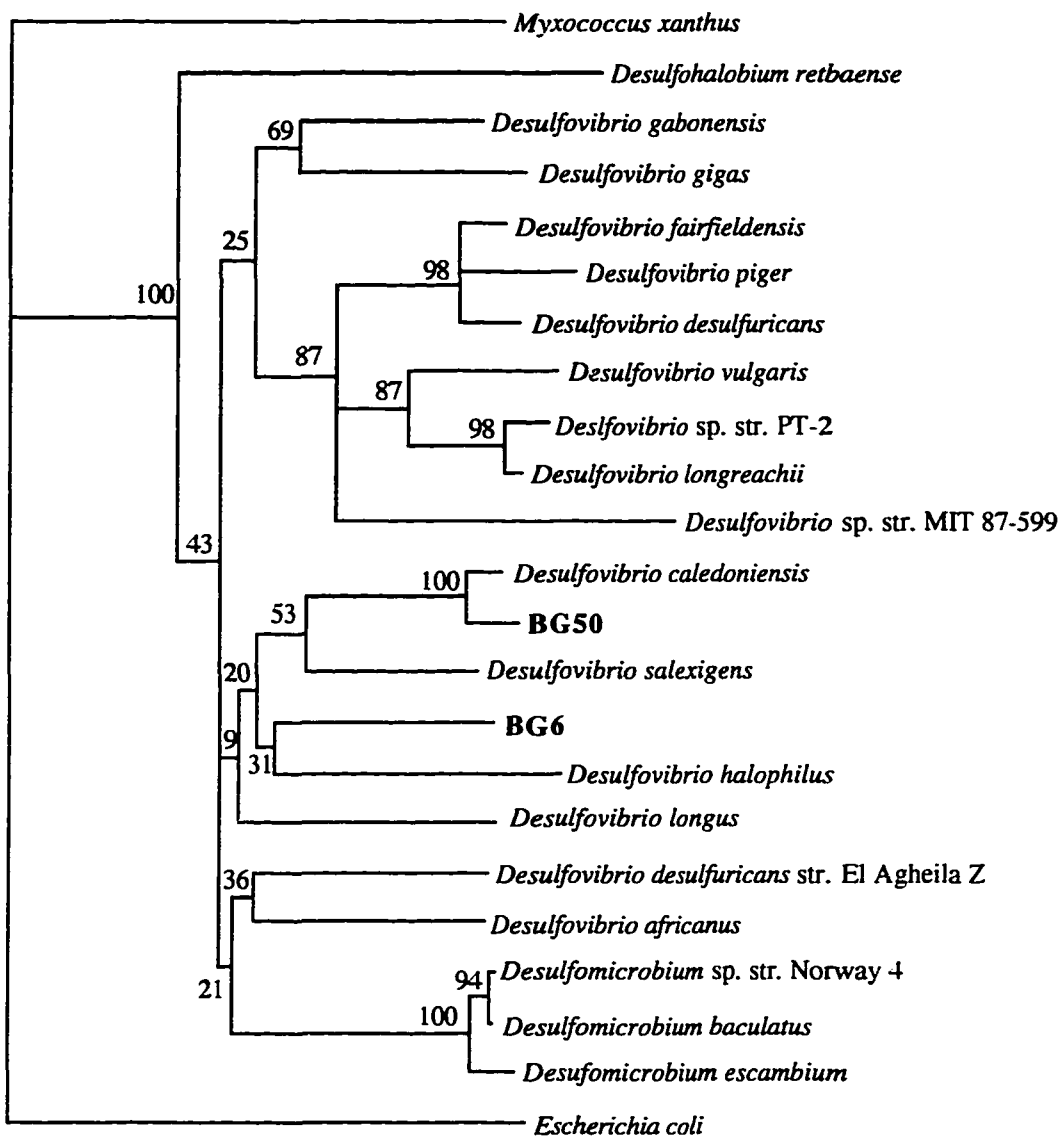 Myxococcus xanthus
Desulfohalobium retbaense
Desulfovibrio gabonensis
69
Desulfovibrio gigas
Desulfovibrio fairfieldensis
25
Desulfovibrio piger
98
100
Desulfovibrio desulfuricans
87
Desulfovibrio vulgaris
87
Deslfovibrio sp. str. PT-2
98
Desulfovibrio longreachii
Desulfovibrio sp. str. MIT 87-599
43
Desulfovibrio caledoniensis
100
53
BG50
20
Desulfovibrio salexigens
BG6
9
31
Desulfovibrio halophilus
Desulfovibrio longus
36
Desulfovibrio desulfuricans str. El Agheila Z
Desulfovibrio africanus
Desulfomicrobium sp. str. Norway 4
94
21
100
Desulfomicrobium baculatus
Desufomicrobium escambium
Escherichia coli